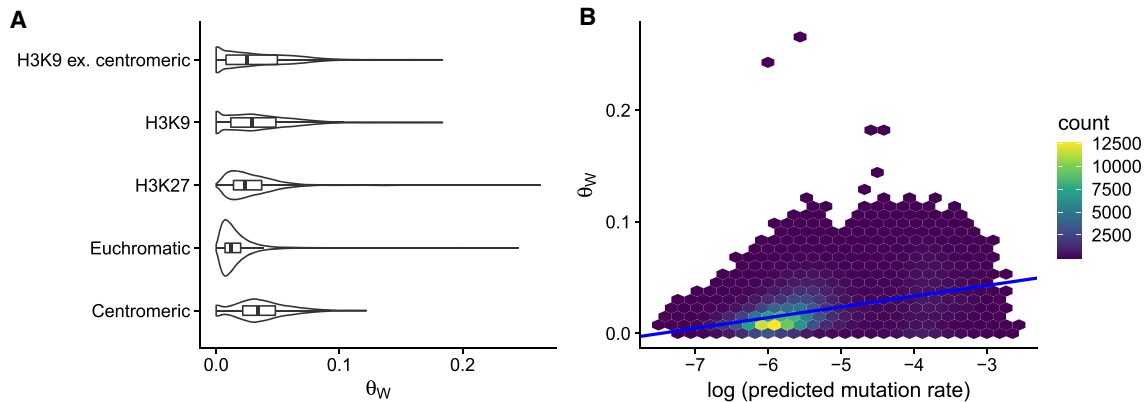 A
H3K9 ex. centromeric
H3K9
H3K27
Euchromatic
Centromeric
0.0 0.1 0.2
θW
B
θW
0.2
0.1
0.0
−7 −6 −5 −4 −3
log (predicted mutation rate)
count
12500
10000
7500
5000
2500